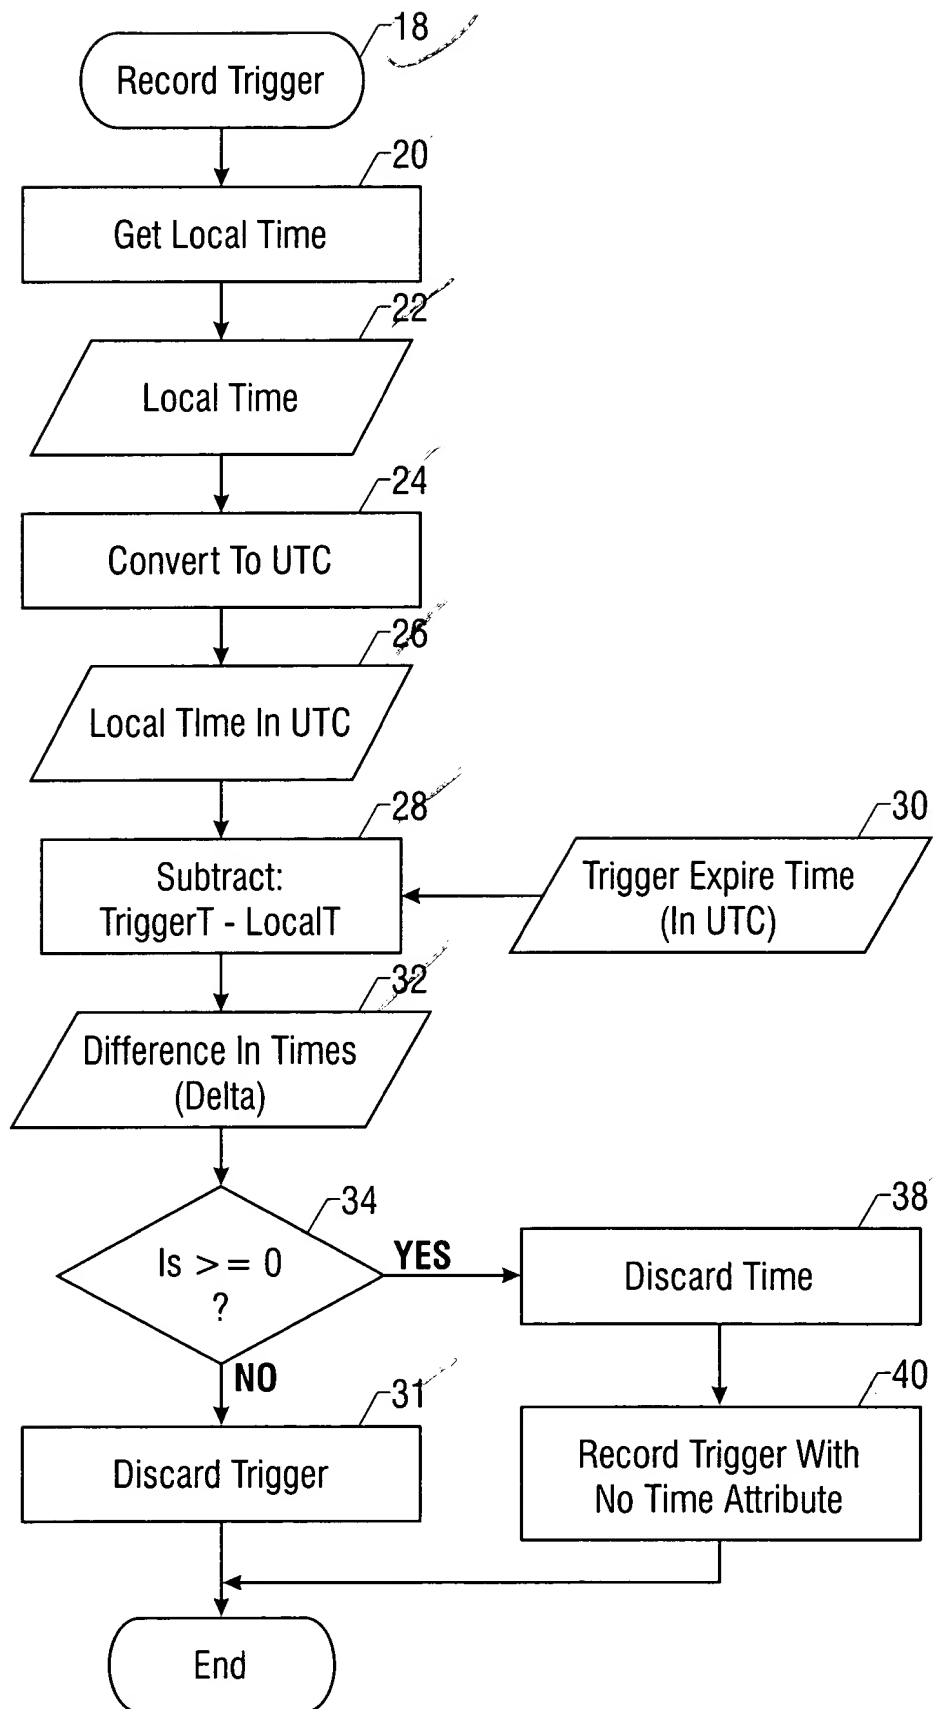 18
Record Trigger
20
Get Local Time
22
Local Time
24
Convert To UTC
26
Local TIme In UTC
28
Subtract:
TriggerT - LocalT
30
Trigger Expire Time
(In UTC)
32
Difference In Times
(Delta)
34
Is >= 0
?
YES
38
Discard Time
NO
31
Discard Trigger
40
Record Trigger With
No Time Attribute
End